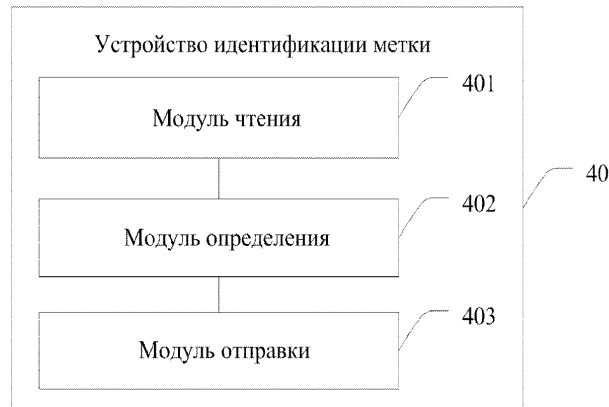 Устройство идентификации метки
401
Модуль чтения
40
402
Модуль определения
403
Модуль отправки